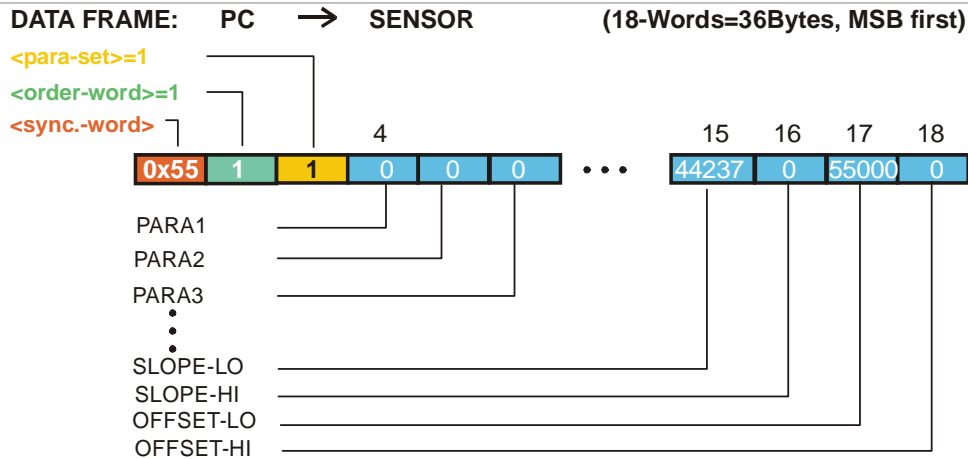 DATA FRAME: PC → SENSOR (18-Words=36Bytes, MSB first)
<para-set>=1
<order-word>=1
<sync.-word>
4 15 16 17 18
0x55 1 1 0 0 0 • • • 44237 0 55000 0
PARA1
PARA2
PARA3
SLOPE-LO
SLOPE-HI
OFFSET-LO
OFFSET-HI